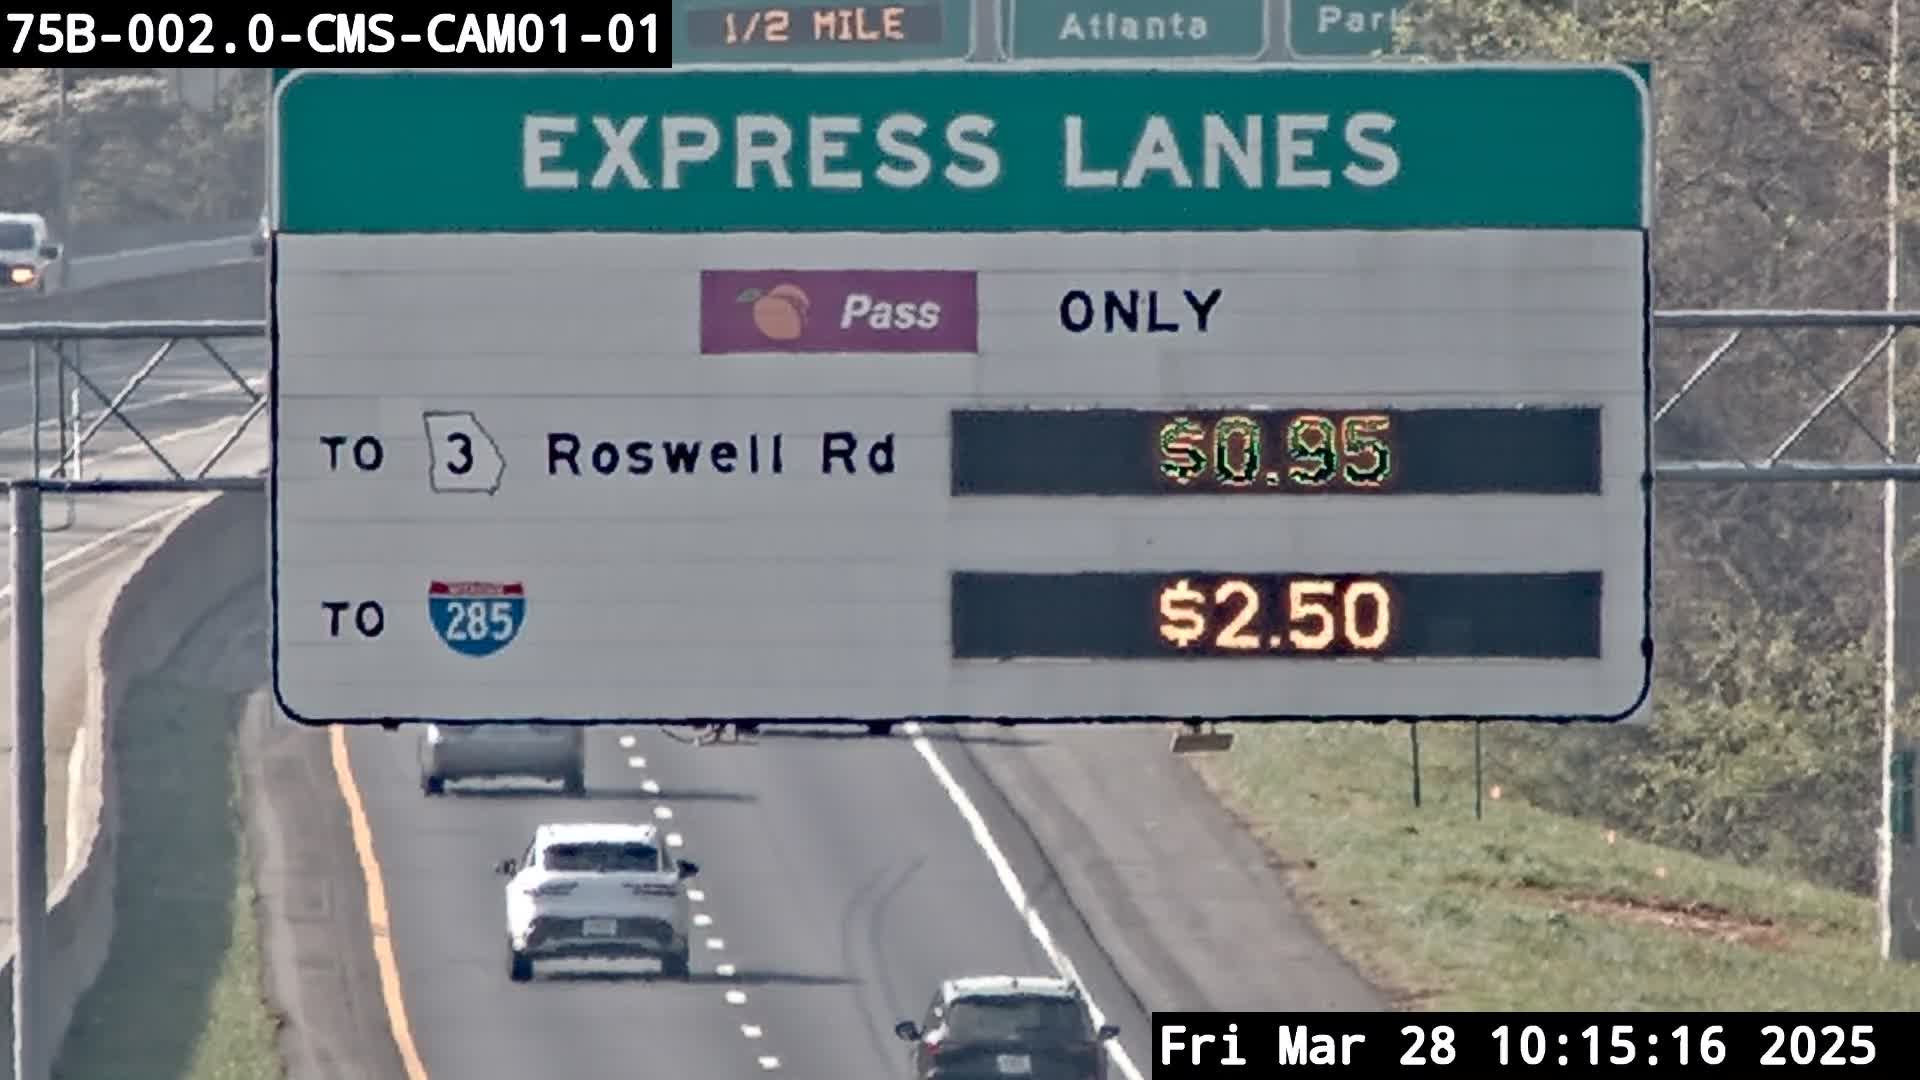 75B-002.0-CMS-CAM01-01
1/2 MILE
Atlanta
EXPRESS LANES
Pass ONLY
TO 3 Roswell Rd $0.95
TO 285 $2.50
Fri Mar 28 10:15:16 2025